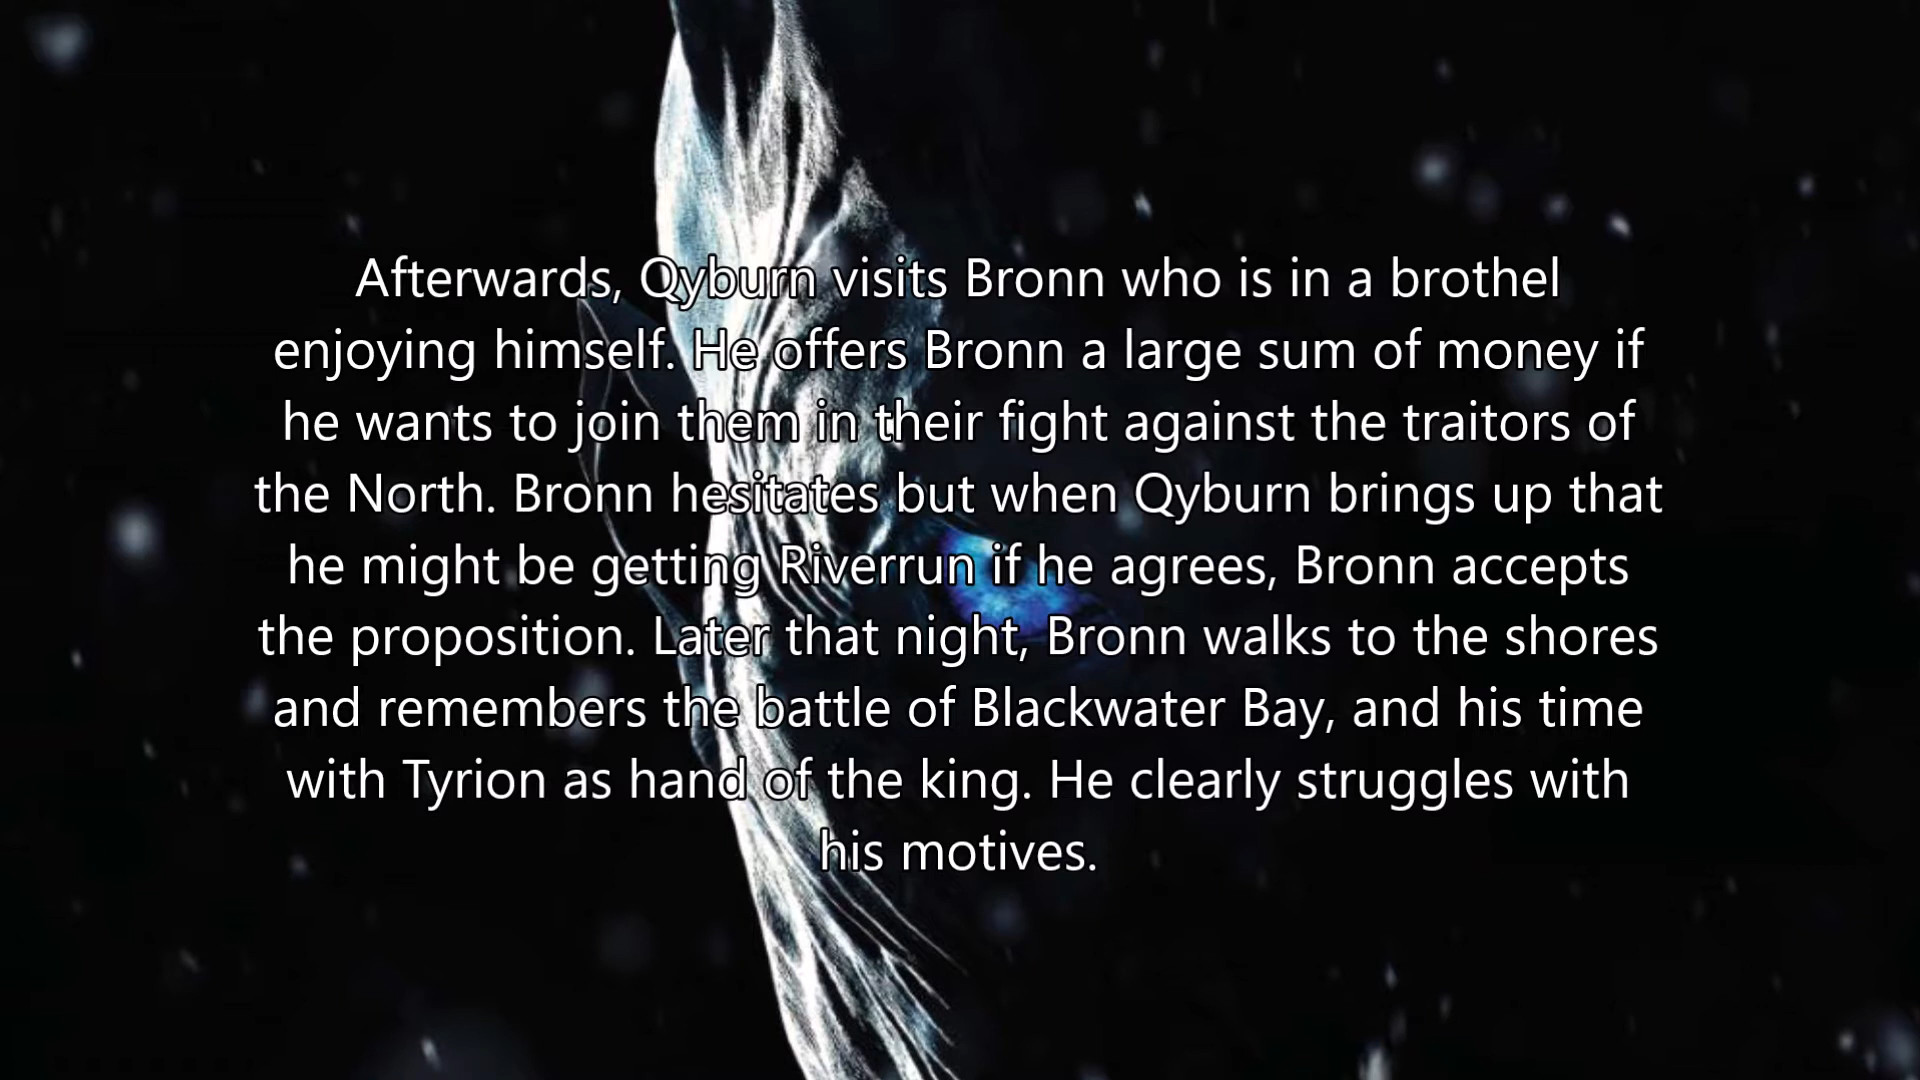 Afterwards, Qyburn visits Bronn who is in a brothel
enjoying himself. He offers Bronn a large sum of money if
he wants to join them in their fight against the traitors of
the North. Bronn hesitates but when Qyburn brings up that
he might be getting Riverrun if he agrees, Bronn accepts
the proposition. Later that night, Bronn walks to the shores
and remembers the battle of Blackwater Bay, and his time
with Tyrion as hand of the king. He clearly struggles with
his motives.